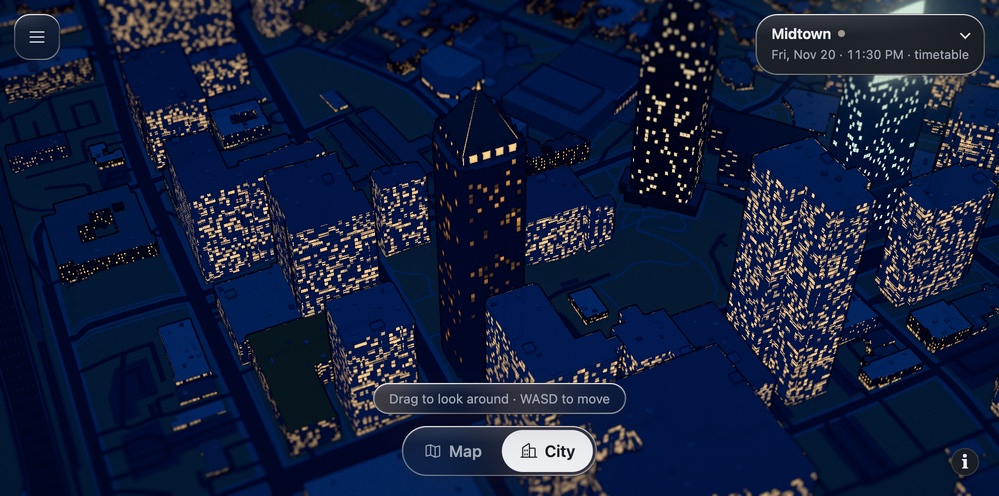 Midtown
Fri, Nov 20 · 11:30 PM · timetable
Drag to look around · WASD to move
Map
City
i